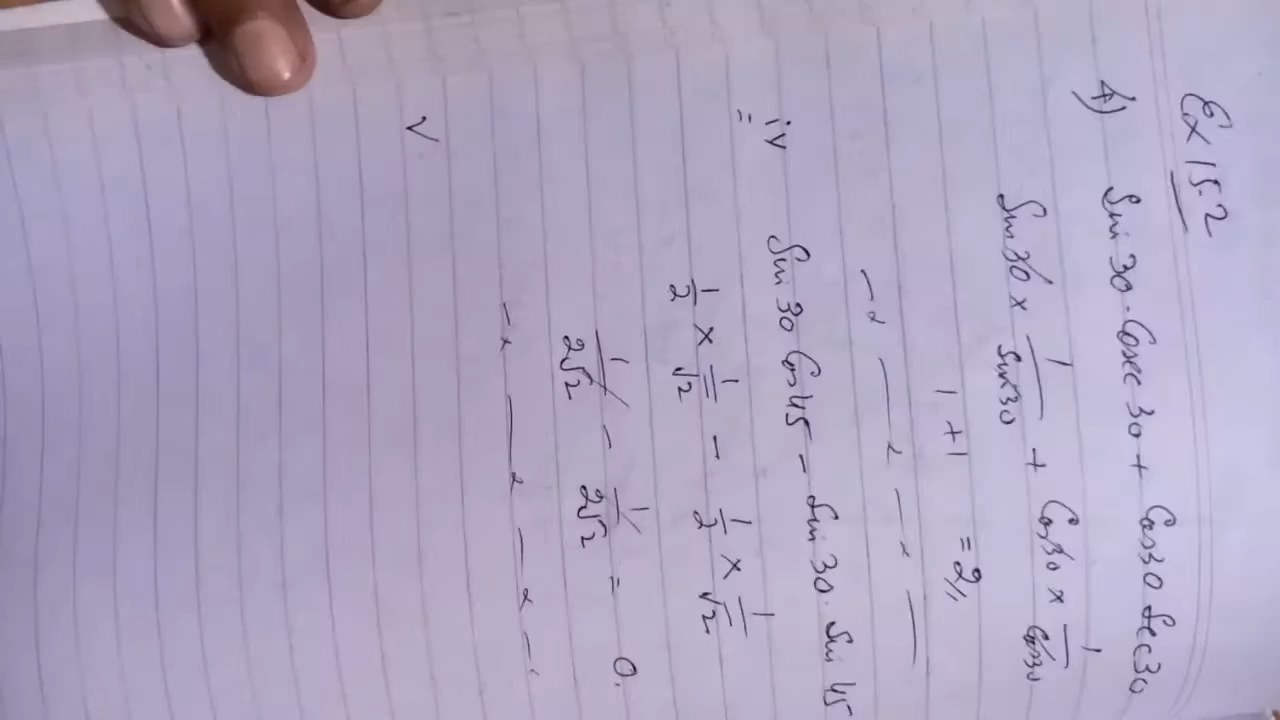 Ex 15.2
4) Sin 30 . Cosec 30 + Cos 30 Sec 30
Sin 30 × 1/Sin 30 + Cos 30 × 1/Cos 30
1 + 1 = 2
iv Sin 30 Cos 45 - Sin 30 . Sin 45
1/2 × 1/√2 - 1/2 × 1/√2
1/2√2 - 1/2√2 = 0.
v